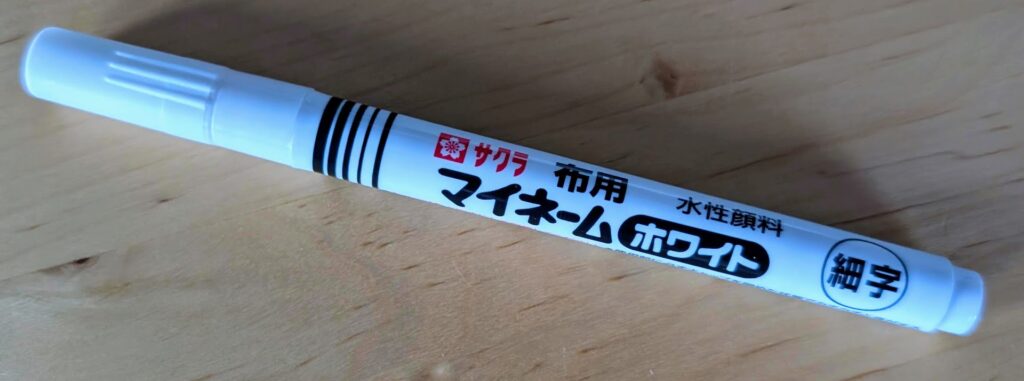 サクラ 布用 水性顔料
マイネーム ホワイト
細字